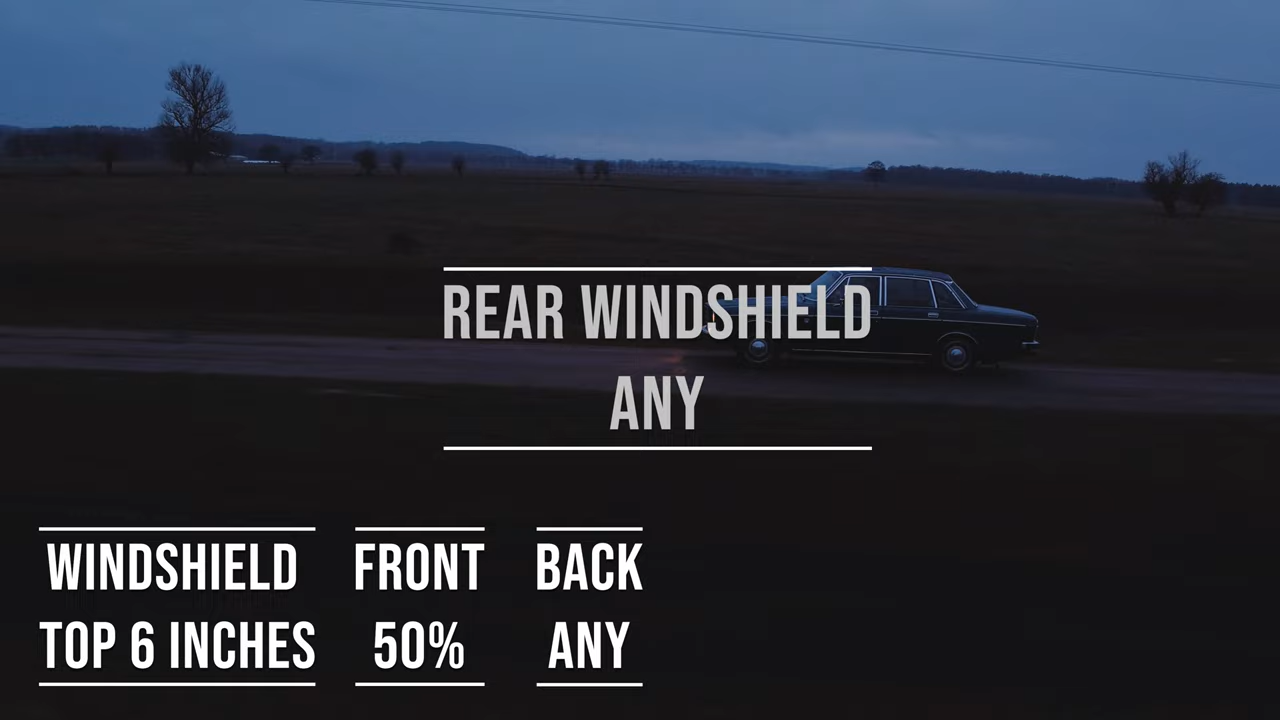 REAR WINDSHIELD
ANY
WINDSHIELD
TOP 6 INCHES
FRONT
50%
BACK
ANY